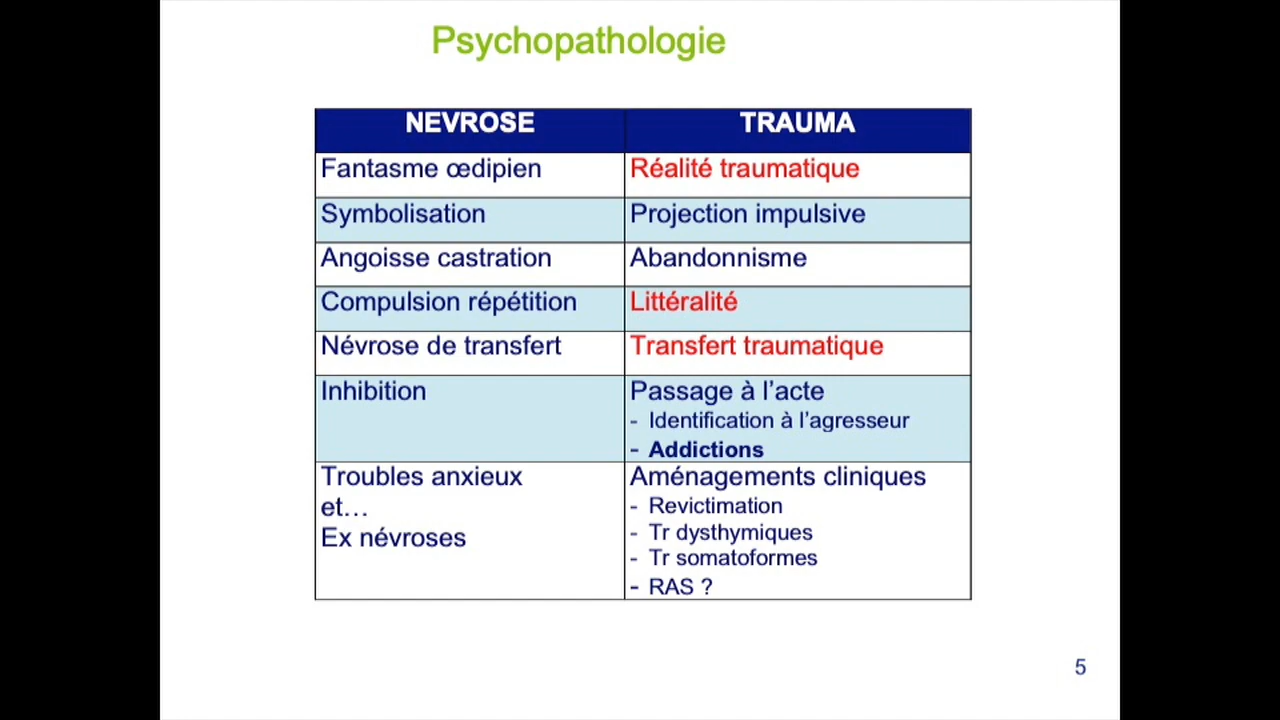 Psychopathologie
NEVROSE TRAUMA
Fantasme œdipien Réalité traumatique
Symbolisation Projection impulsive
Angoisse castration Abandonnisme
Compulsion répétition Littéralité
Névrose de transfert Transfert traumatique
Inhibition Passage à l’acte
- Identification à l’agresseur
- Addictions
Troubles anxieux Aménagements cliniques
et… - Revictimation
Ex névroses - Tr dysthymiques
- Tr somatoformes
- RAS ?
5